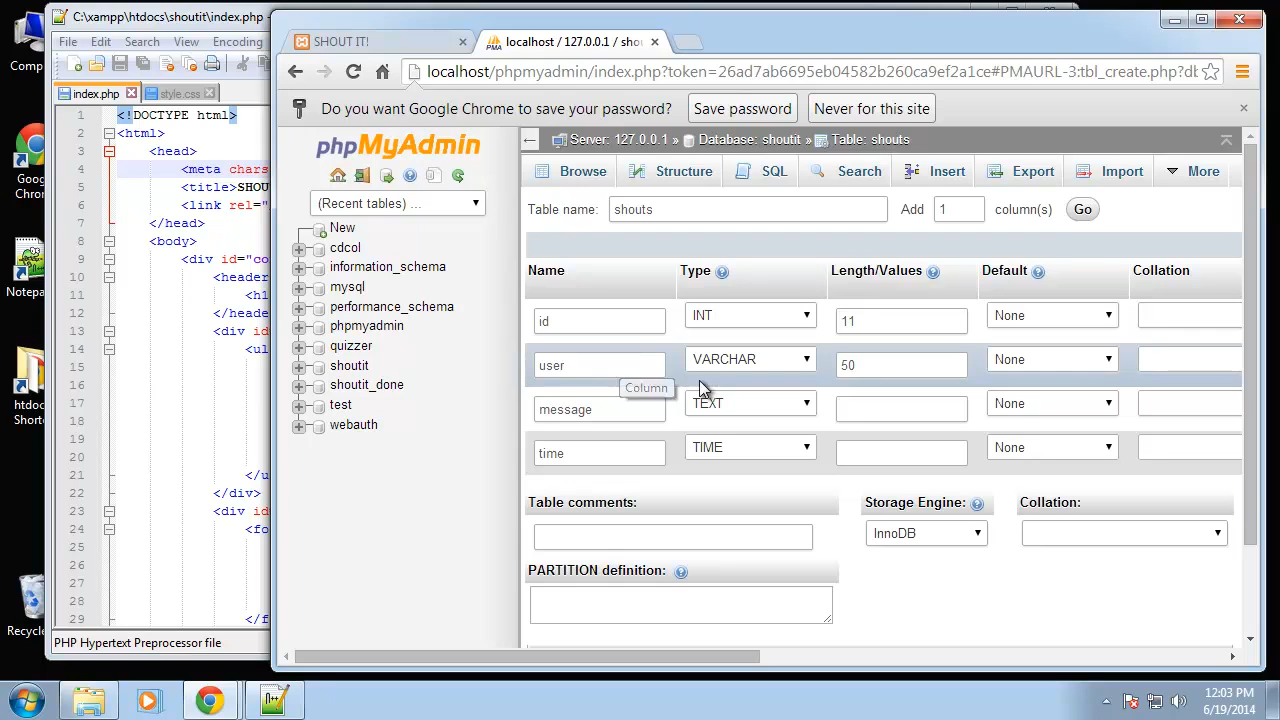 Comp
Goog
Chro
Notepa
htdoc
Sho
Recycl
C:\xampp\htdocs\shoutit\index.php
File Edit Search View Encoding
index.php style.css
1 <!DOCTYPE html>
2 <html>
3 <head>
4 <meta chars
5 <title>SHOU
6 <link rel="
7 </head>
8 <body>
9 <div id="co
10 <header
11 <h1
12 </heade
13 <div id
14 <ul
15
16
17
18
19
20
21 </u
22 </div>
23 <div id
24 <fo
25
26
27
28
29 </f
PHP Hypertext Preprocessor file
SHOUT IT!
PMA localhost / 127.0.0.1 / sho
localhost/phpmyadmin/index.php?token=26ad7bb6695eb04582b260ca9ef2a1ce#PMAURL-3:tbl_create.php?db
Do you want Google Chrome to save your password? Save password Never for this site
phpMyAdmin
(Recent tables) ...
New
cdcol
information_schema
mysql
performance_schema
phpmyadmin
quizzer
shoutit
shoutit_done
test
webauth
Server: 127.0.0.1 » Database: shoutit » Table: shouts
Browse Structure SQL Search Insert Export Import More
Table name: shouts Add 1 column(s) Go
Name Type Length/Values Default Collation
id INT 11 None
user VARCHAR 50 None
Column
message TEXT None
time TIME None
Table comments: Storage Engine: Collation:
InnoDB
PARTITION definition:
12:03 PM
6/19/2014